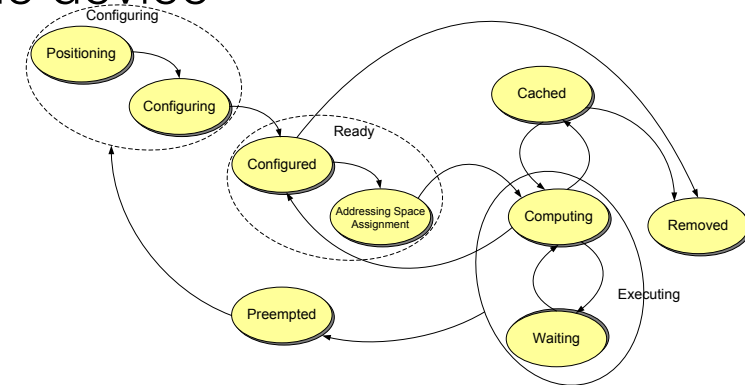 Configuring
Positioning
Configuring
Cached
Ready
Configured
Addressing Space
Assignment
Computing
Removed
Executing
Preempted
Waiting